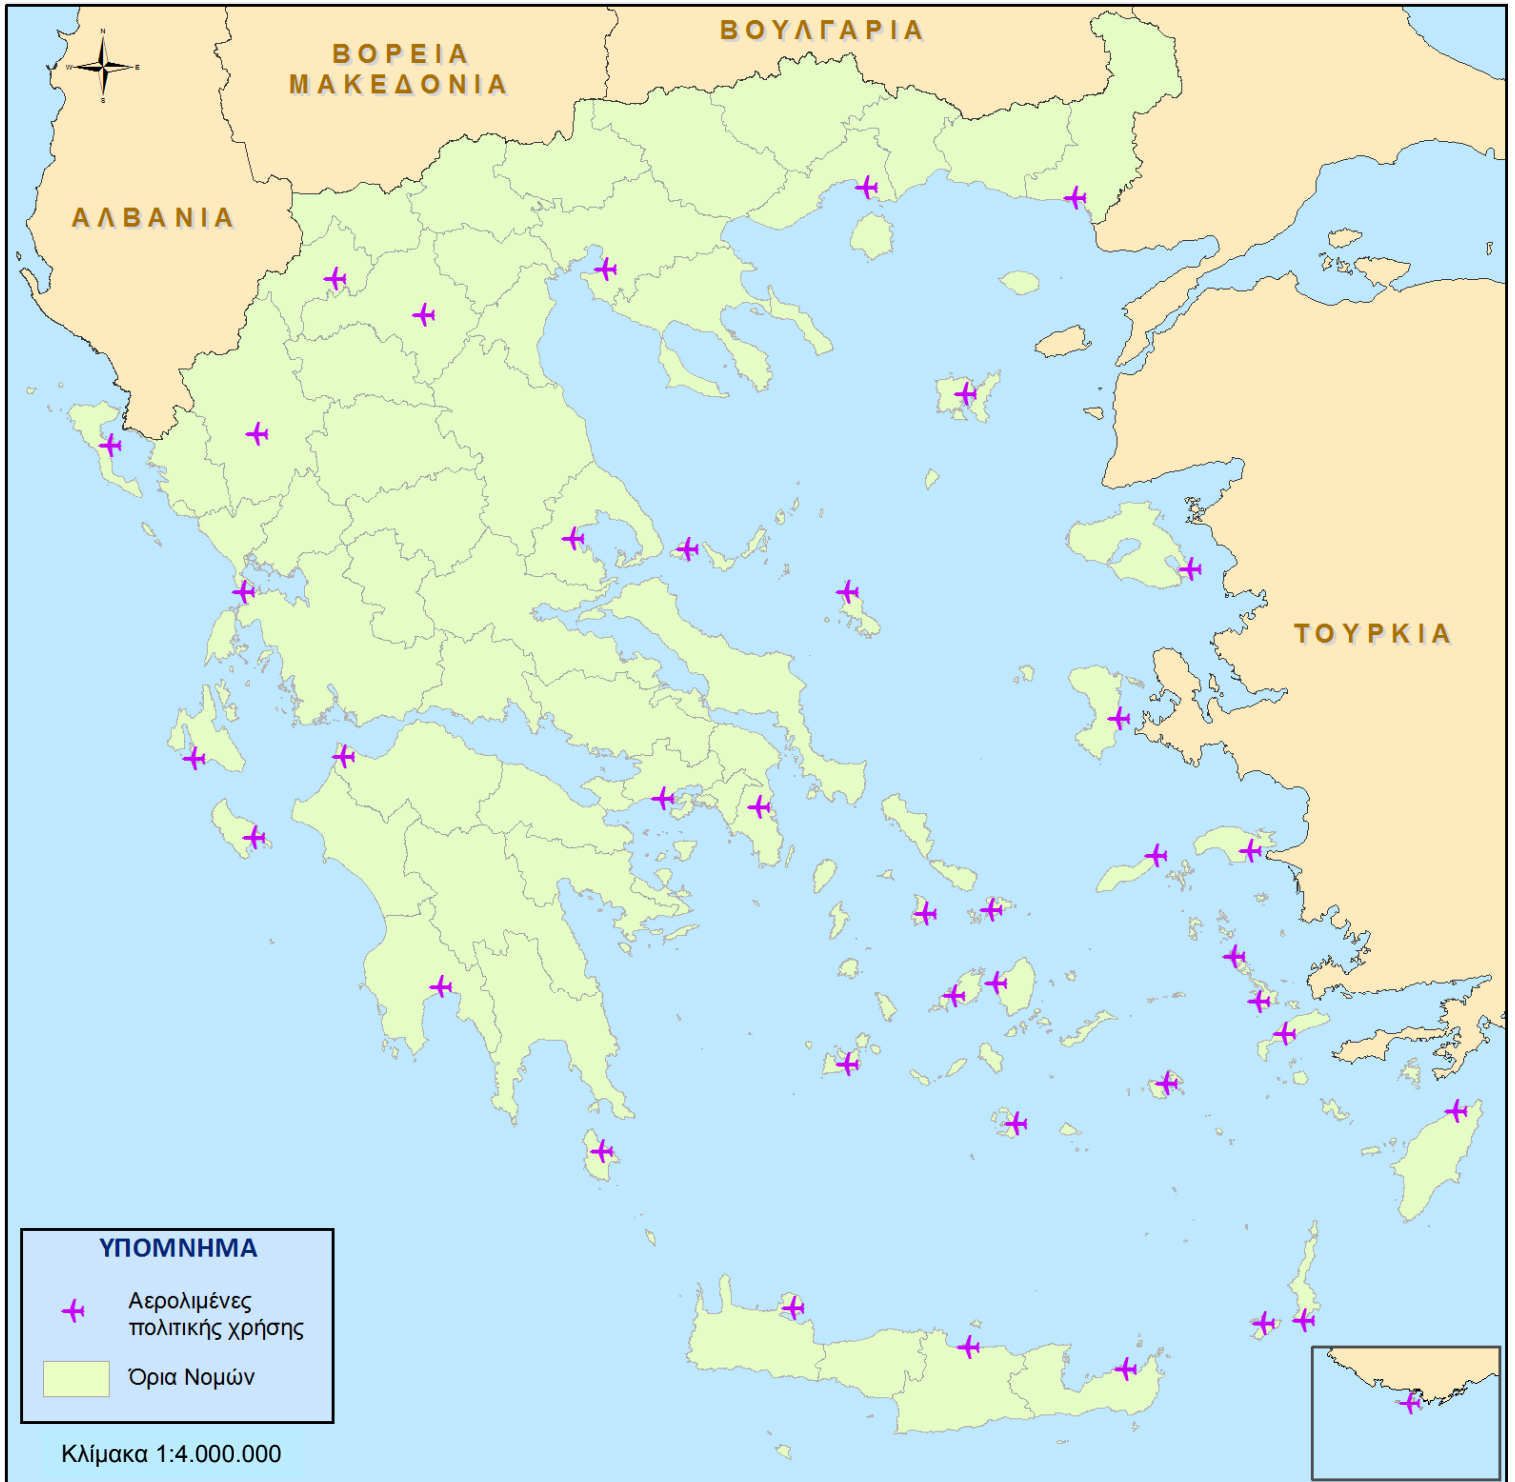 N
W E
S
ΒΟΡΕΙΑ
ΜΑΚΕΔΟΝΙΑ
ΒΟΥΛΓΑΡΙΑ
ΑΛΒΑΝΙΑ
ΤΟΥΡΚΙΑ
ΥΠΟΜΝΗΜΑ
Αερολιμένες
πολιτικής χρήσης
Όρια Νομών
Κλίμακα 1:4.000.000